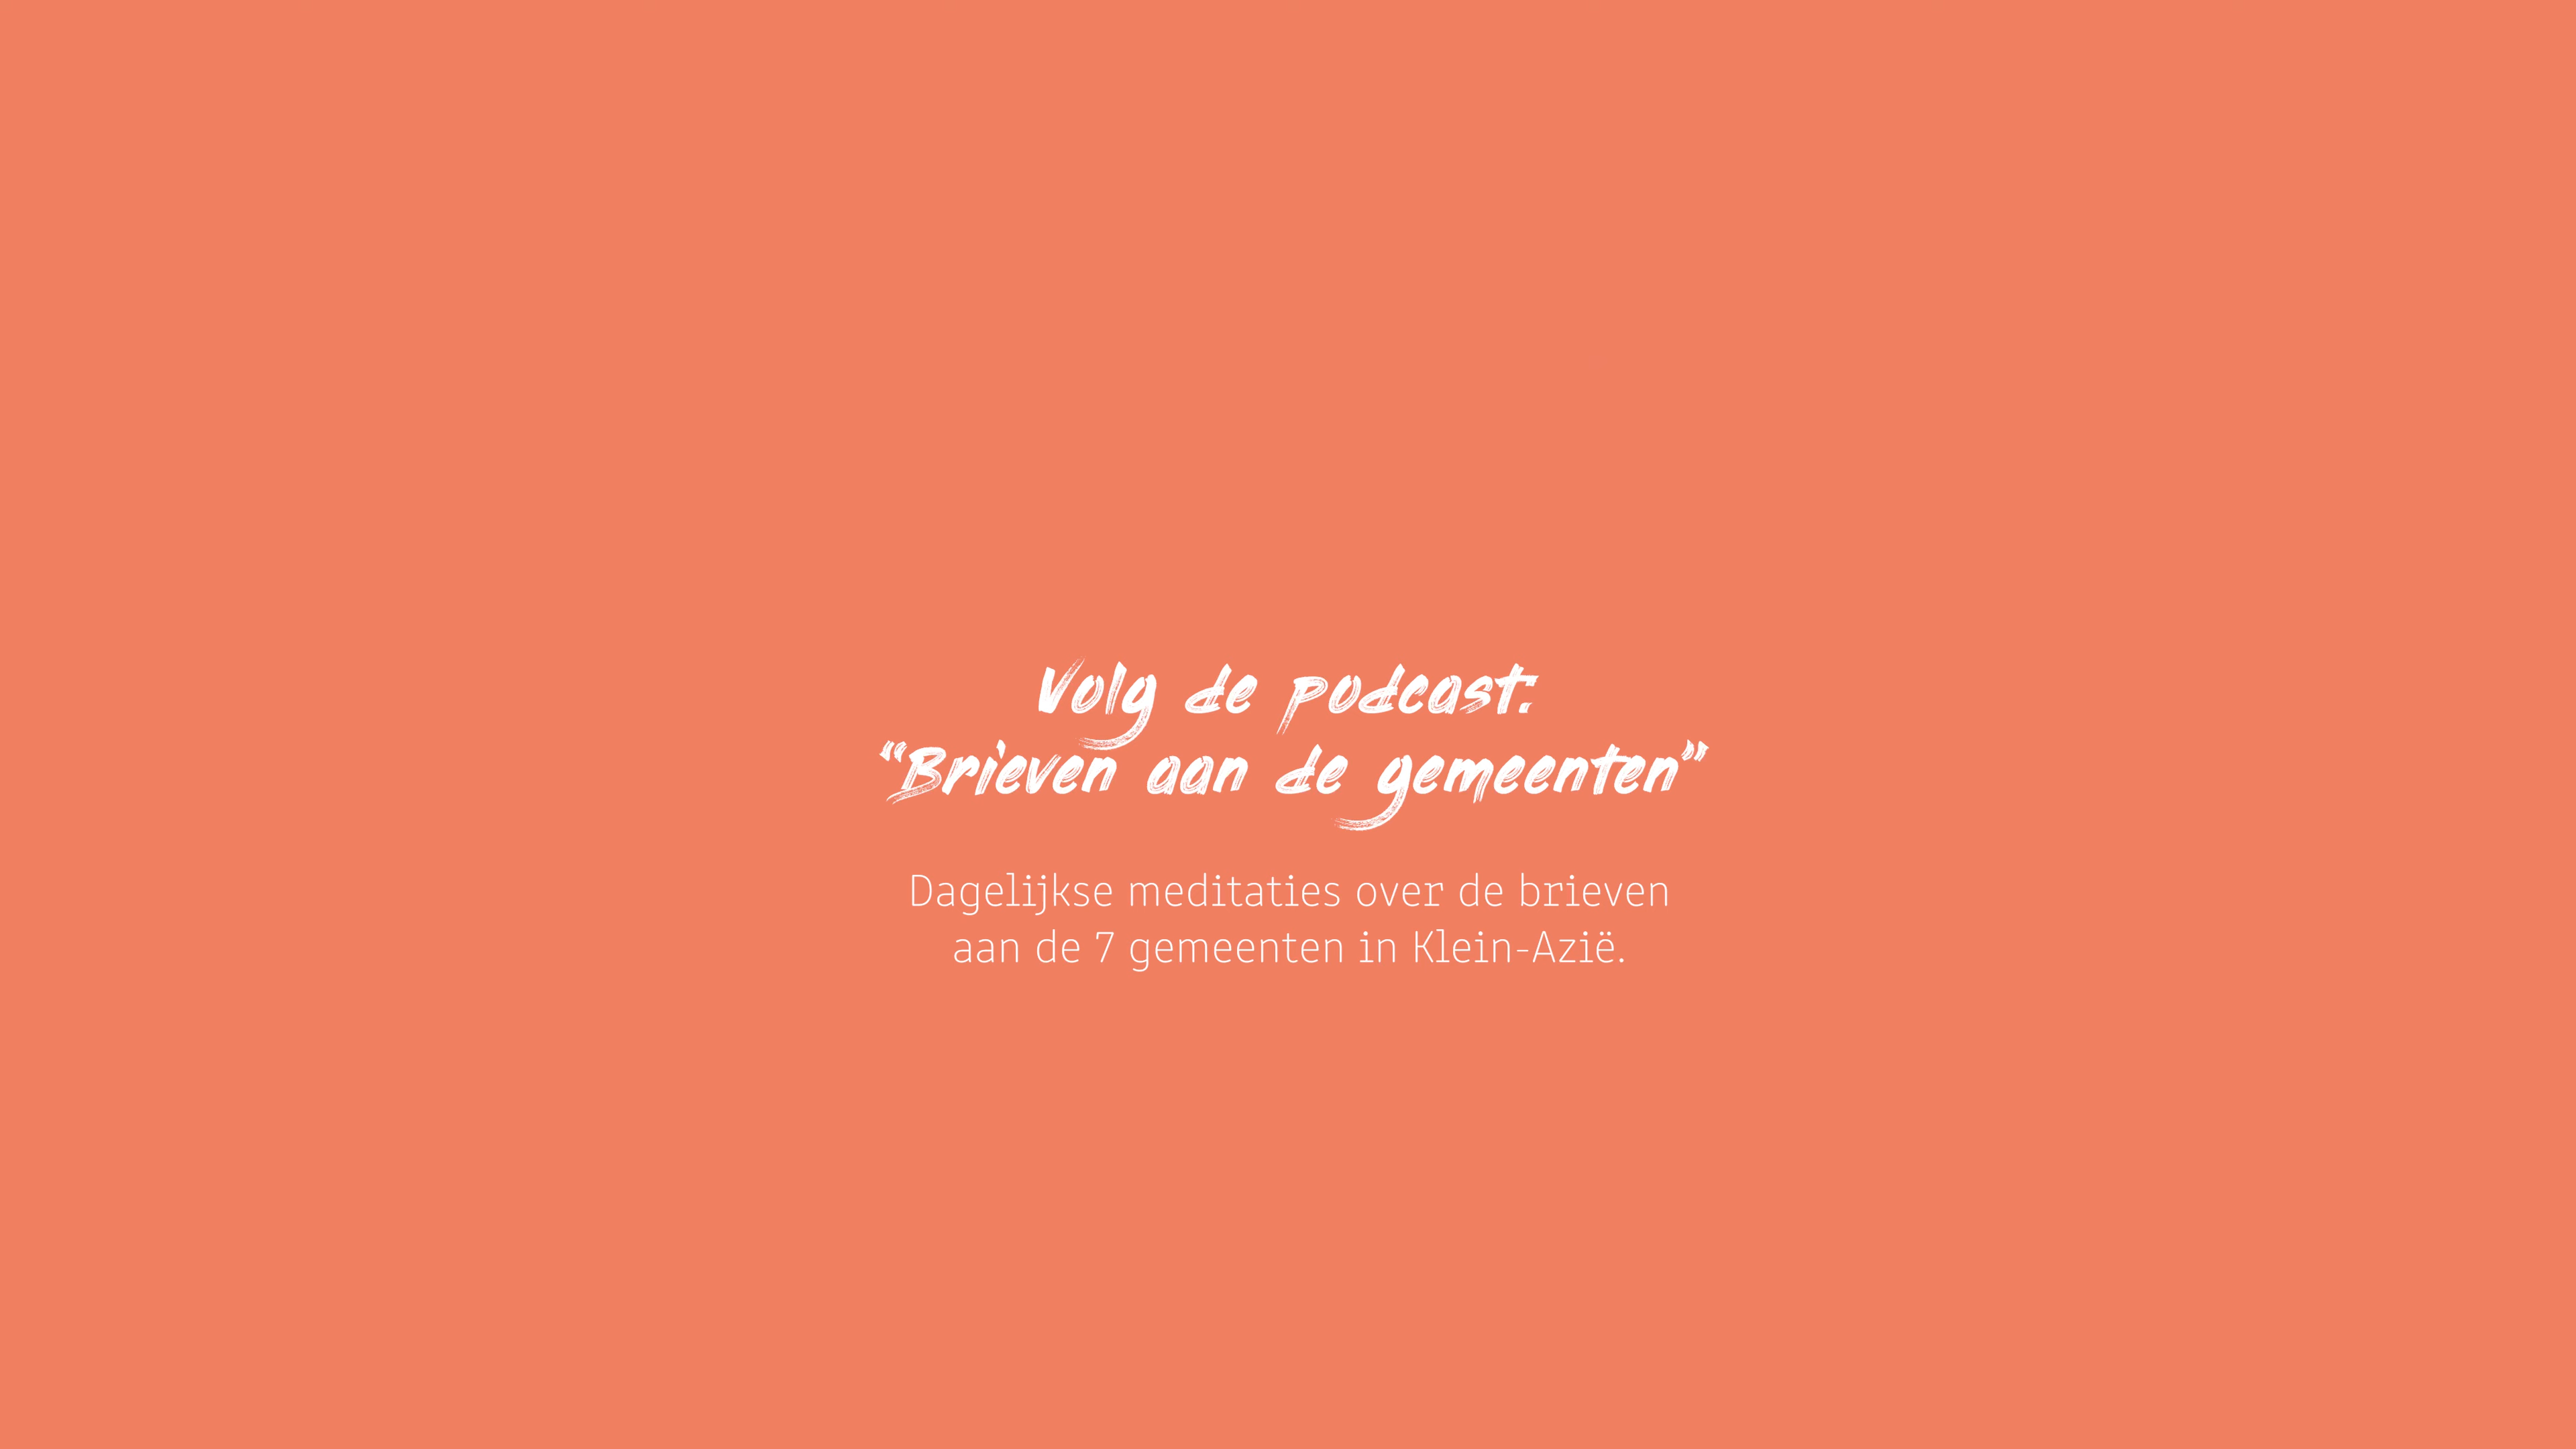 Volg de podcast:
“Brieven aan de gemeenten”
Dagelijkse meditaties over de brieven
aan de 7 gemeenten in Klein-Azië.